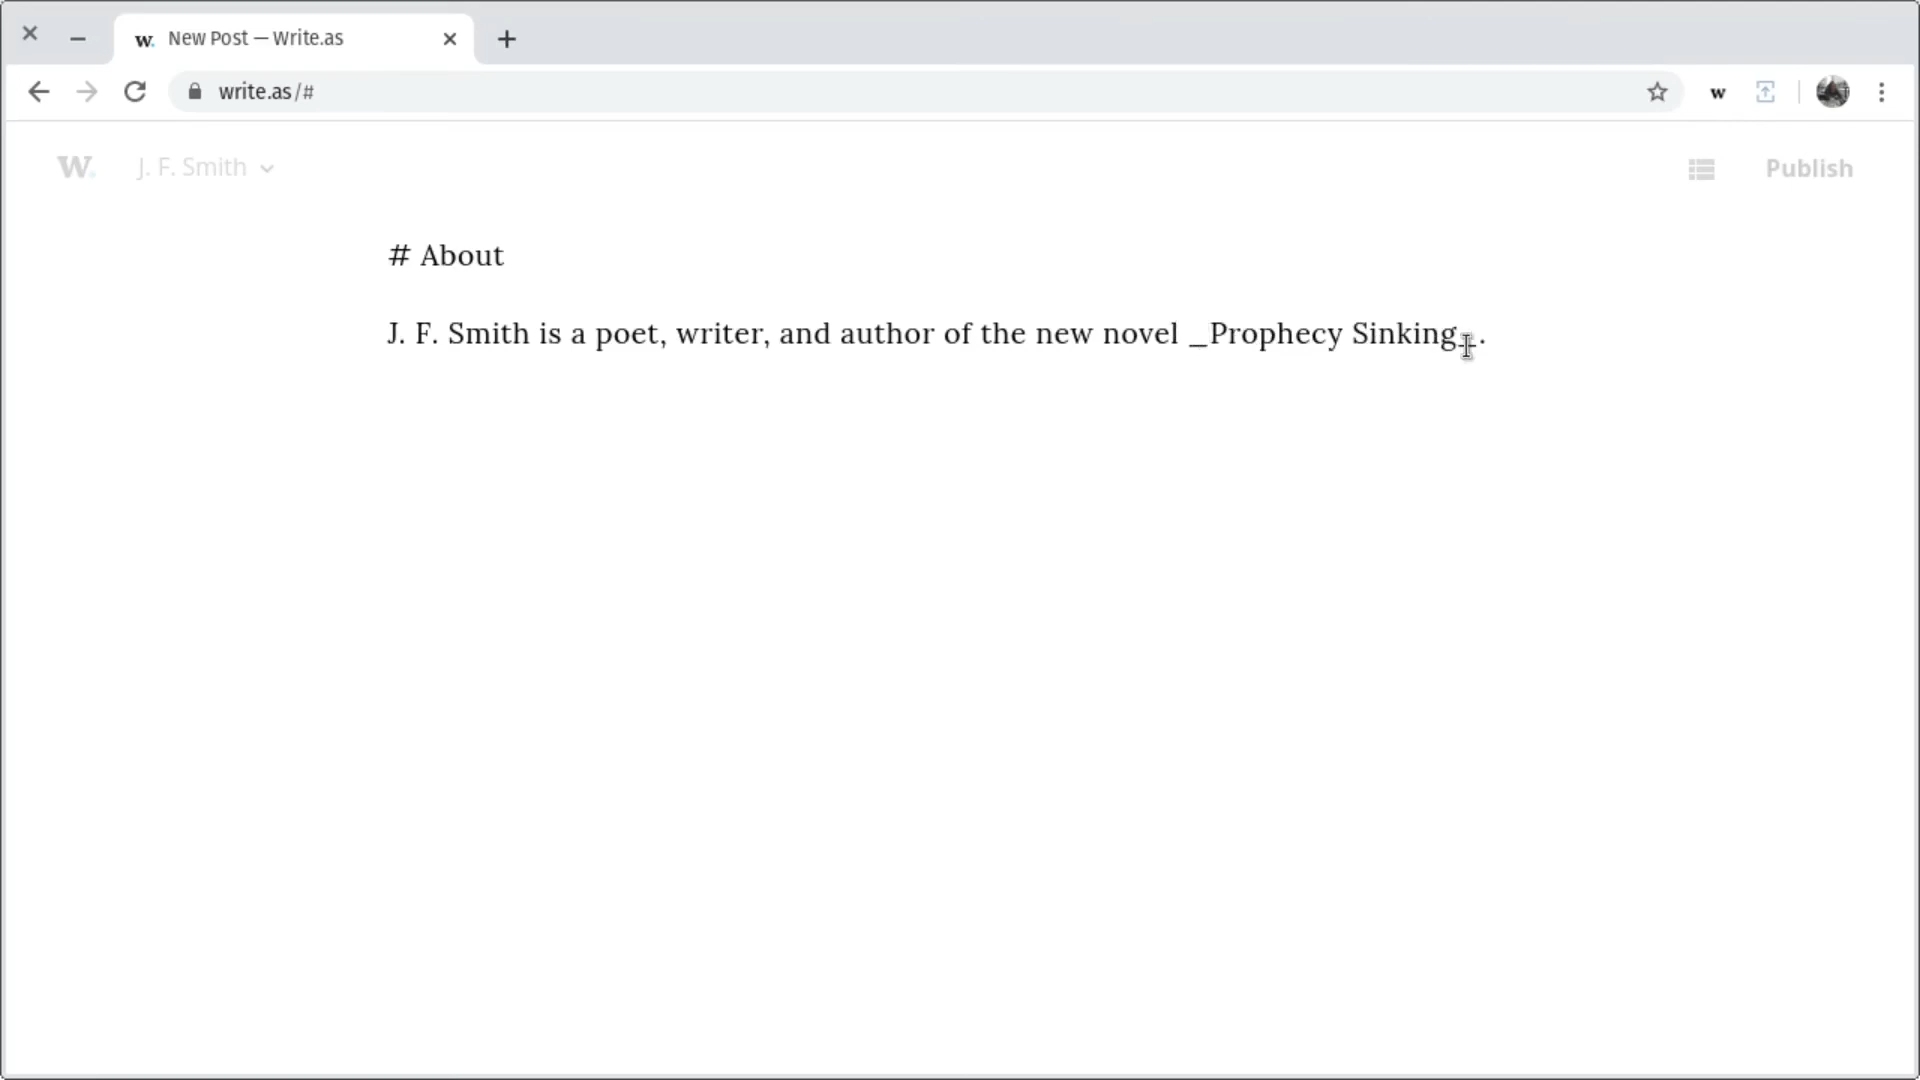 w. New Post — Write.as
write.as/#
w
W. J. F. Smith Publish
# About
J. F. Smith is a poet, writer, and author of the new novel _Prophecy Sinking_.